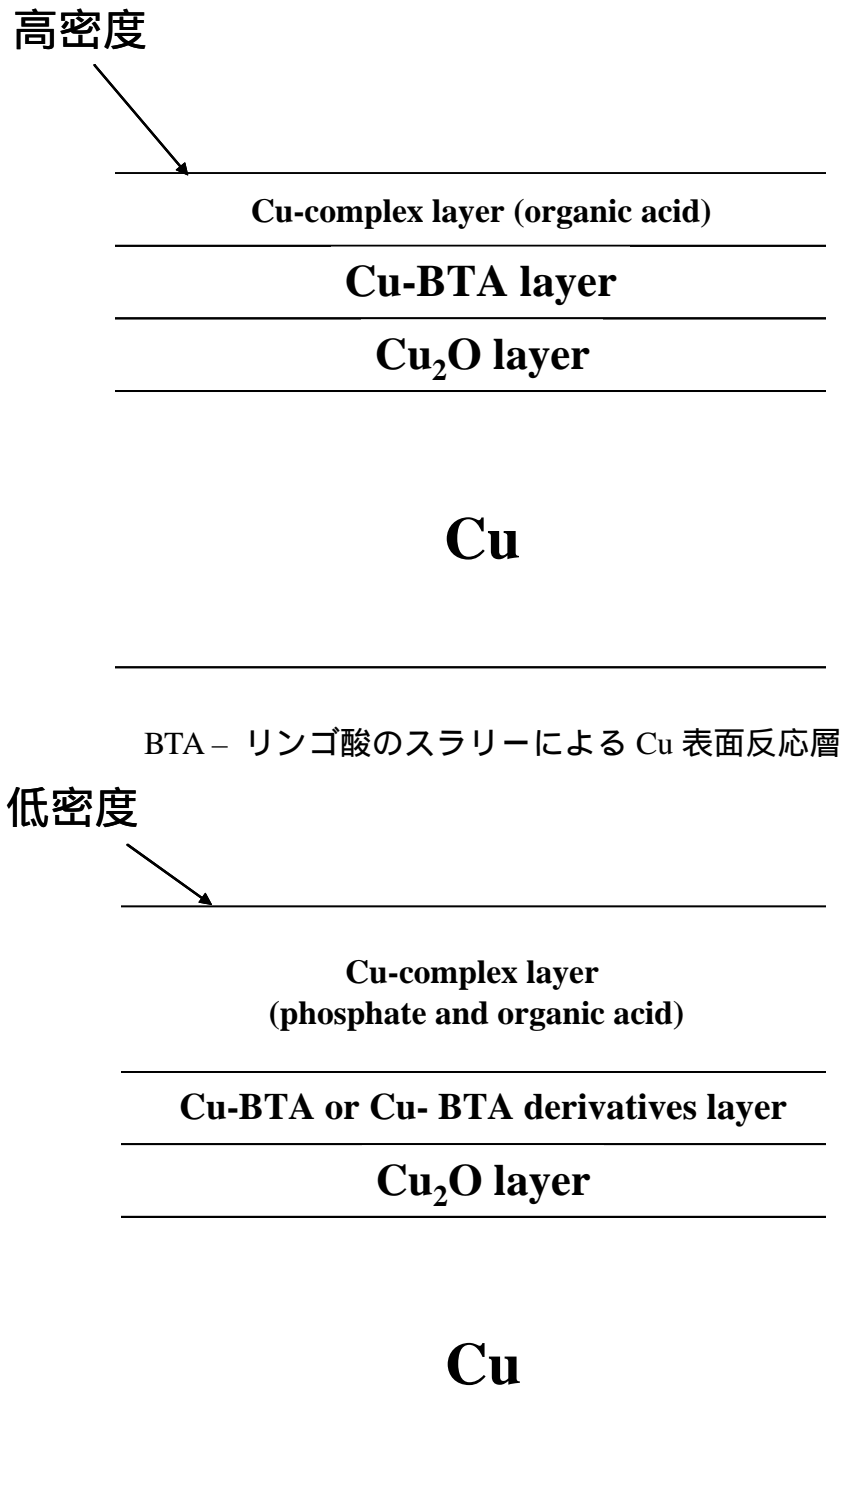 高密度
Cu-complex layer (organic acid)
Cu-BTA layer
Cu₂O layer
Cu
BTA – リンゴ酸のスラリーによる Cu 表面反応層
低密度
Cu-complex layer
(phosphate and organic acid)
Cu-BTA or Cu- BTA derivatives layer
Cu₂O layer
Cu